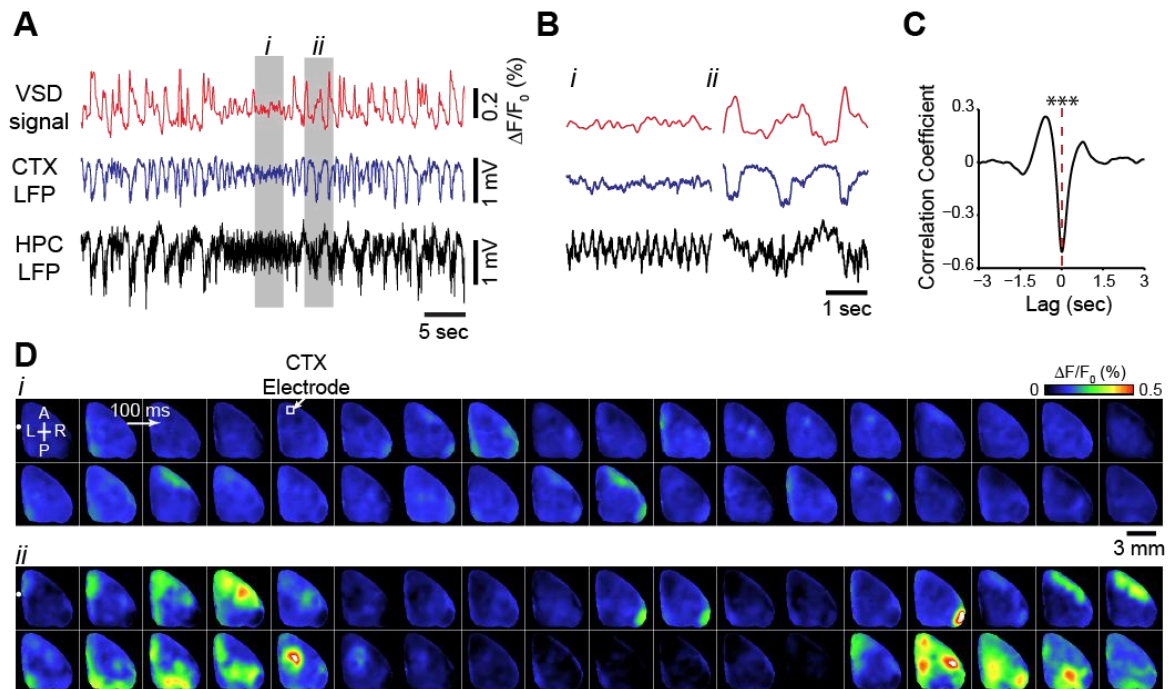 A
B
C
i
ii
VSD
signal
0.2
ΔF/F0 (%)
CTX
LFP
1 mV
HPC
LFP
1 mV
5 sec
i
ii
1 sec
***
Correlation Coefficient
0.3
0
−0.3
−0.6
−3
−1.5
0
1.5
3
Lag (sec)
D
i
CTX
Electrode
ΔF/F0 (%)
0
0.5
100 ms
A
L
R
P
3 mm
ii